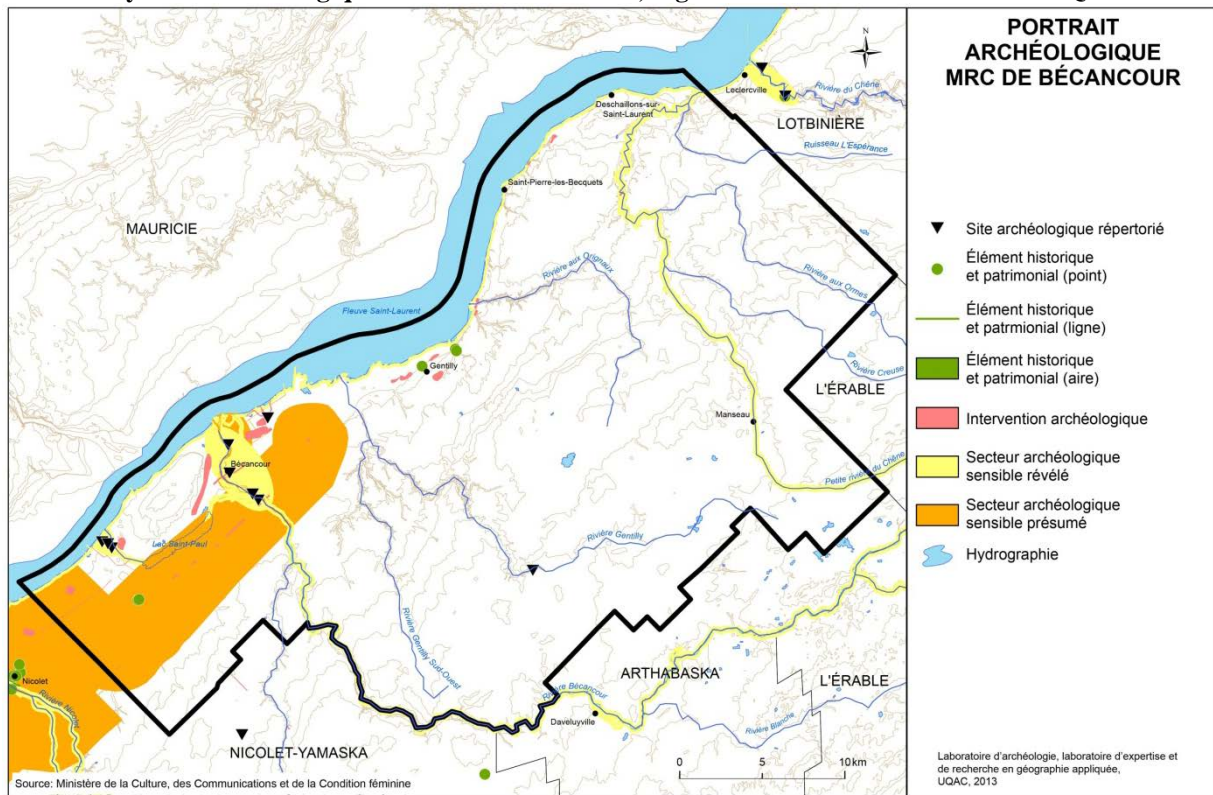 PORTRAIT
ARCHÉOLOGIQUE
MRC DE BÉCANCOUR
Site archéologique répertorié
Élément historique
et patrimonial (point)
Élément historique
et patrmionial (ligne)
Élément historique
et patrimonial (aire)
Intervention archéologique
Secteur archéologique
sensible révélé
Secteur archéologique
sensible présumé
Hydrographie
Laboratoire d'archéologie, laboratoire d'expertise et
de recherche en géographie appliquée,
UQAC, 2013
N
Leclercville
Rivière du Chêne
Deschaillons-sur-
Saint-Laurent
LOTBINIÈRE
Ruisseau L'Espérance
Saint-Pierre-les-Becquets
MAURICIE
Rivière aux Orignaux
Rivière aux Ormes
Fleuve Saint-Laurent
Gentilly
Rivière Creuse
L'ÉRABLE
Manseau
Bécancour
Petite rivière du Chêne
Lac Saint-Paul
Rivière Gentilly
Rivière Gentilly Sud-Ouest
Nicolet
Rivière Nicolet
ARTHABASKA
L'ÉRABLE
Rivière Bécancour
Daveluyville
Rivière Blanche
NICOLET-YAMASKA
0 5 10 km
Source: Ministère de la Culture, des Communications et de la Condition féminine